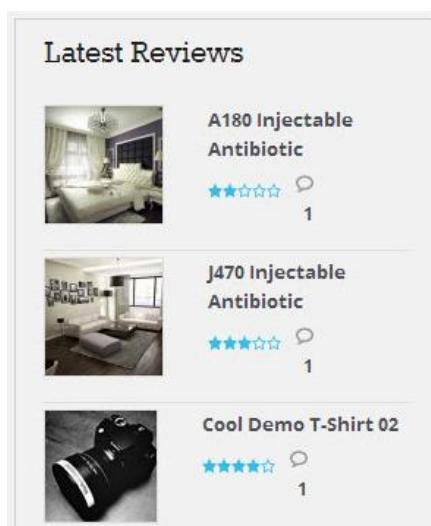 Latest Reviews
A180 Injectable
Antibiotic
1
J470 Injectable
Antibiotic
1
Cool Demo T-Shirt 02
1